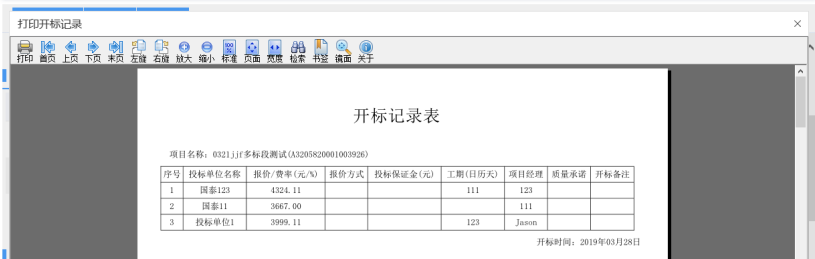 打印开标记录
打印 首页 上页 下页 末页 左旋 右旋 放大 缩小 标准 页面 宽度 检索 书签 镜面 关于
开标记录表
项目名称：0321jjf多标段测试(A3205820001003926)
序号 投标单位名称 报价/费率(元/%) 报价方式 投标保证金(元) 工期(日历天) 项目经理 质量承诺 开标备注
1 国泰123 4324.11 111 123
2 国泰11 3667.00 111
3 投标单位1 3999.11 123 Jason
开标时间：2019年03月28日